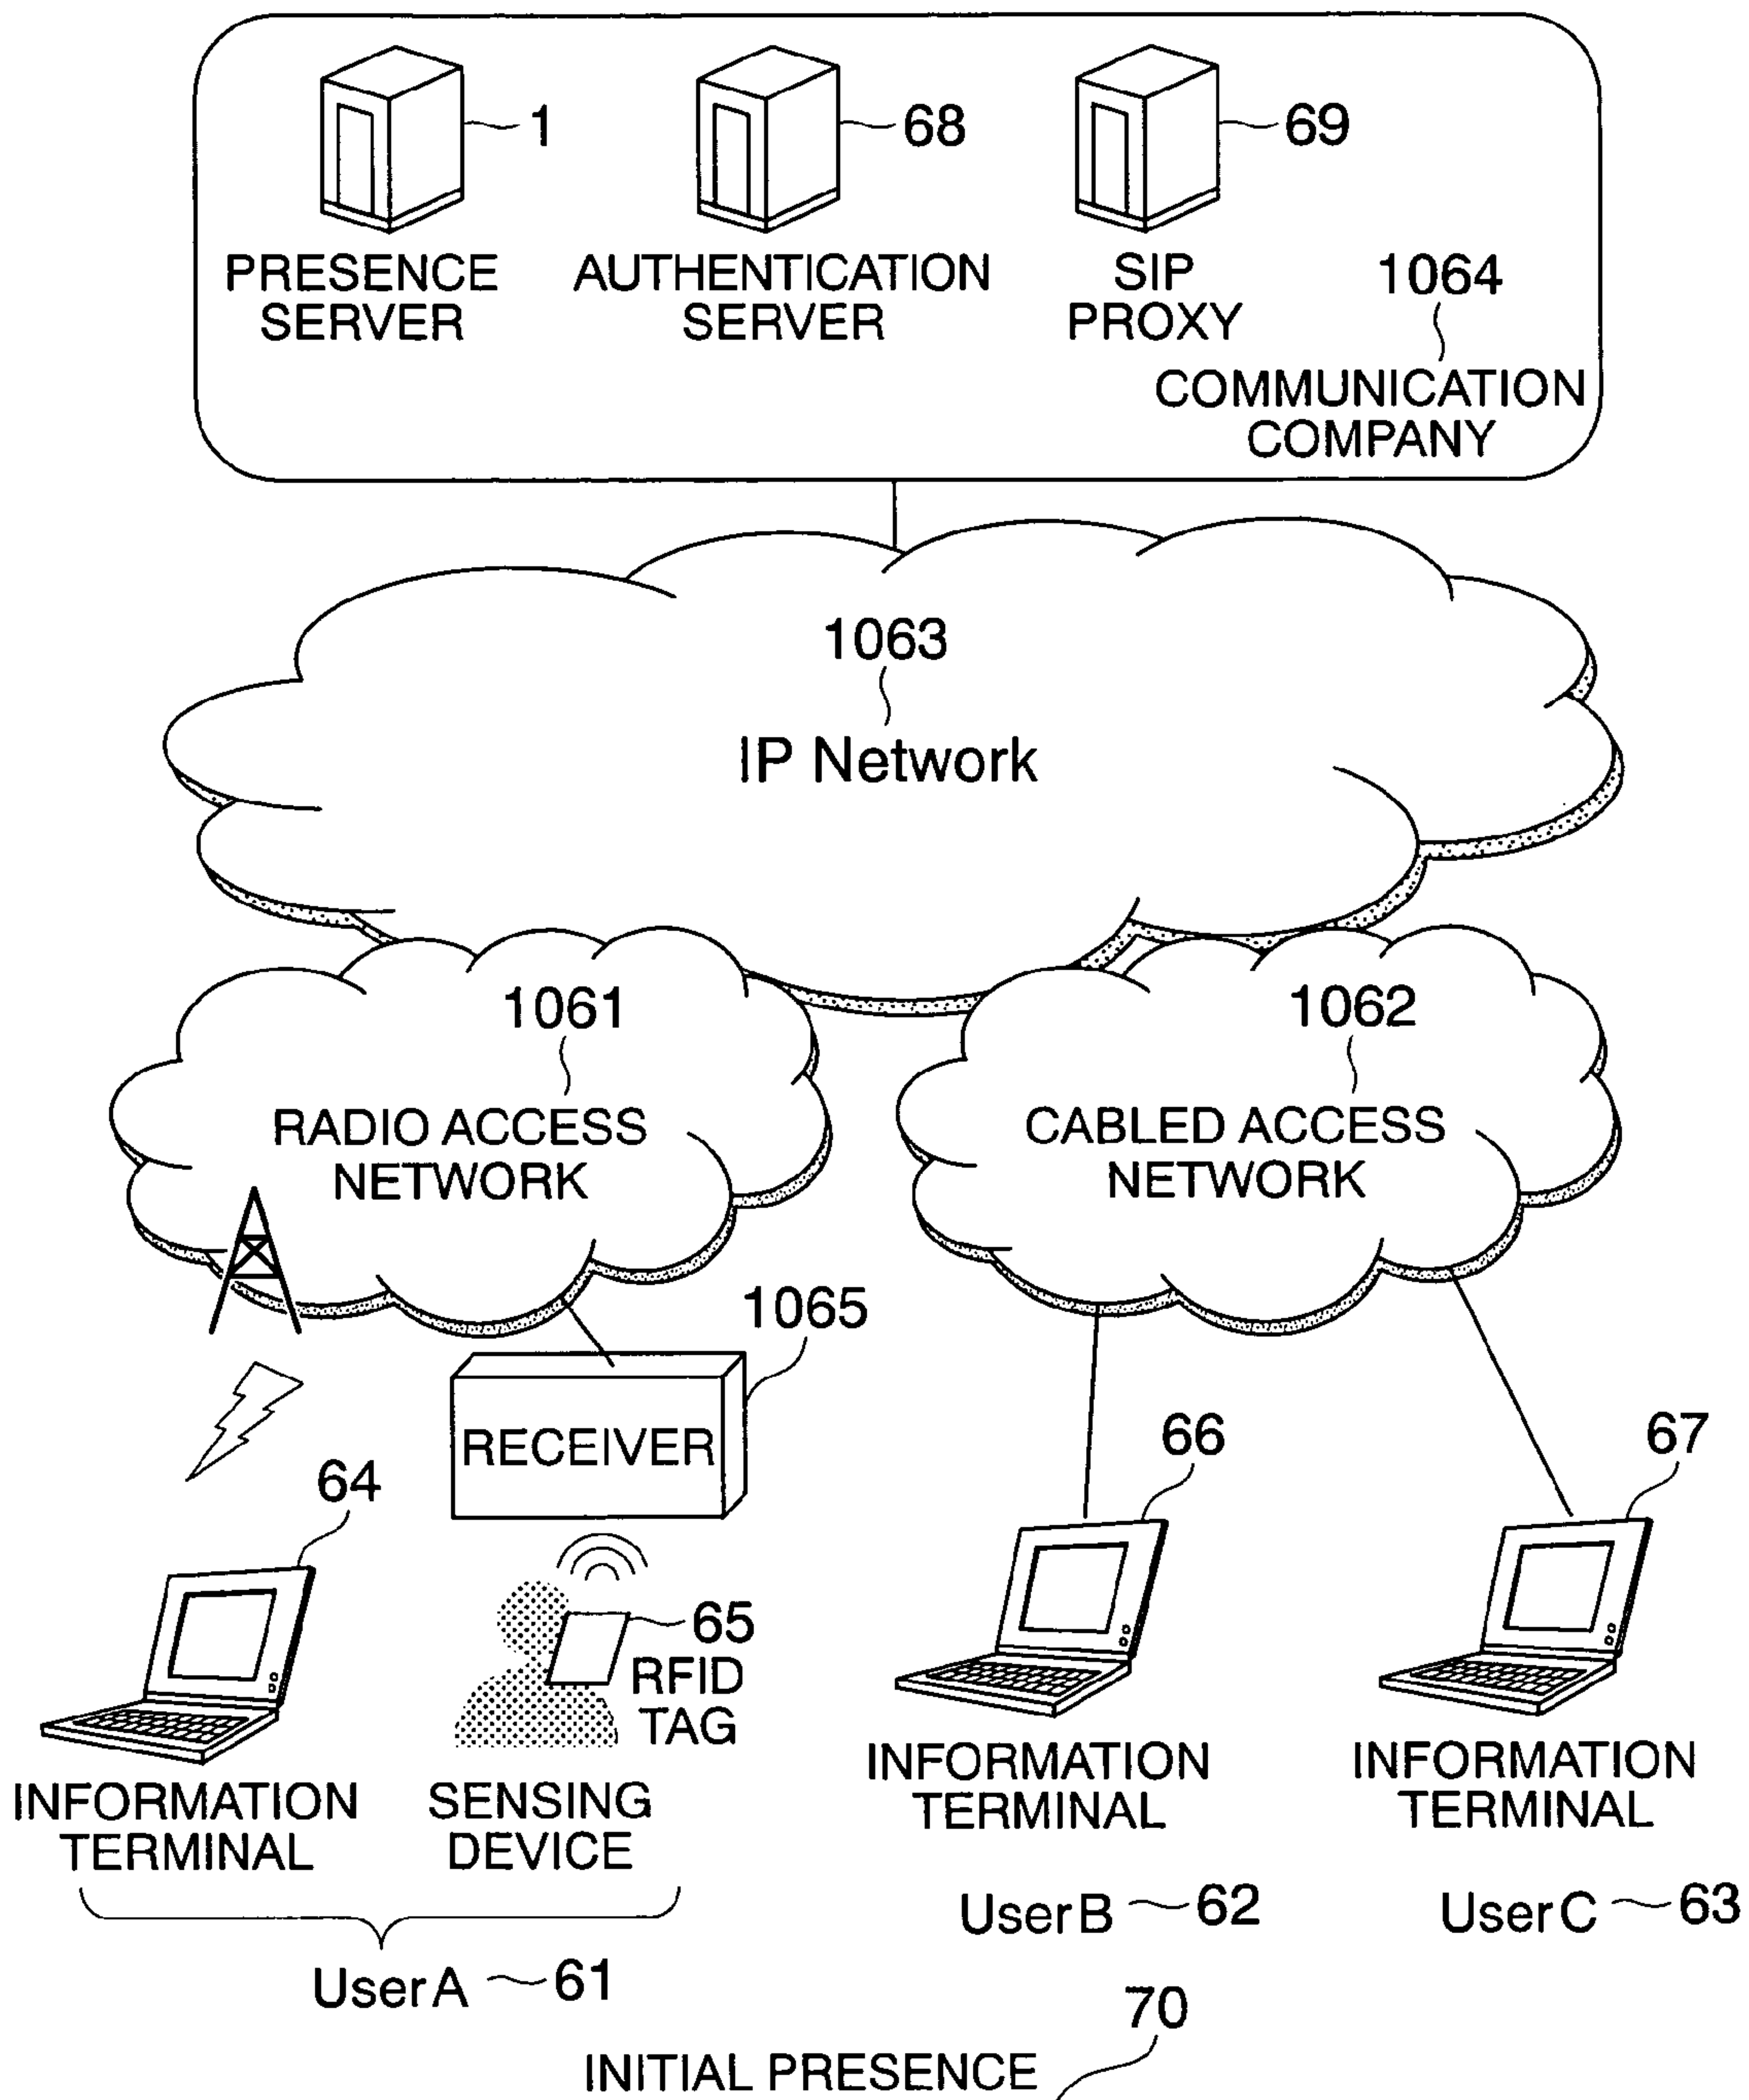 1
68
69
PRESENCE
SERVER
AUTHENTICATION
SERVER
SIP
PROXY
1064
COMMUNICATION
COMPANY
1063
IP Network
1061
RADIO ACCESS
NETWORK
1062
CABLED ACCESS
NETWORK
1065
RECEIVER
64
66
67
65
RFID
TAG
INFORMATION
TERMINAL
SENSING
DEVICE
INFORMATION
TERMINAL
INFORMATION
TERMINAL
User A
61
User B
62
User C
63
70
INITIAL PRESENCE